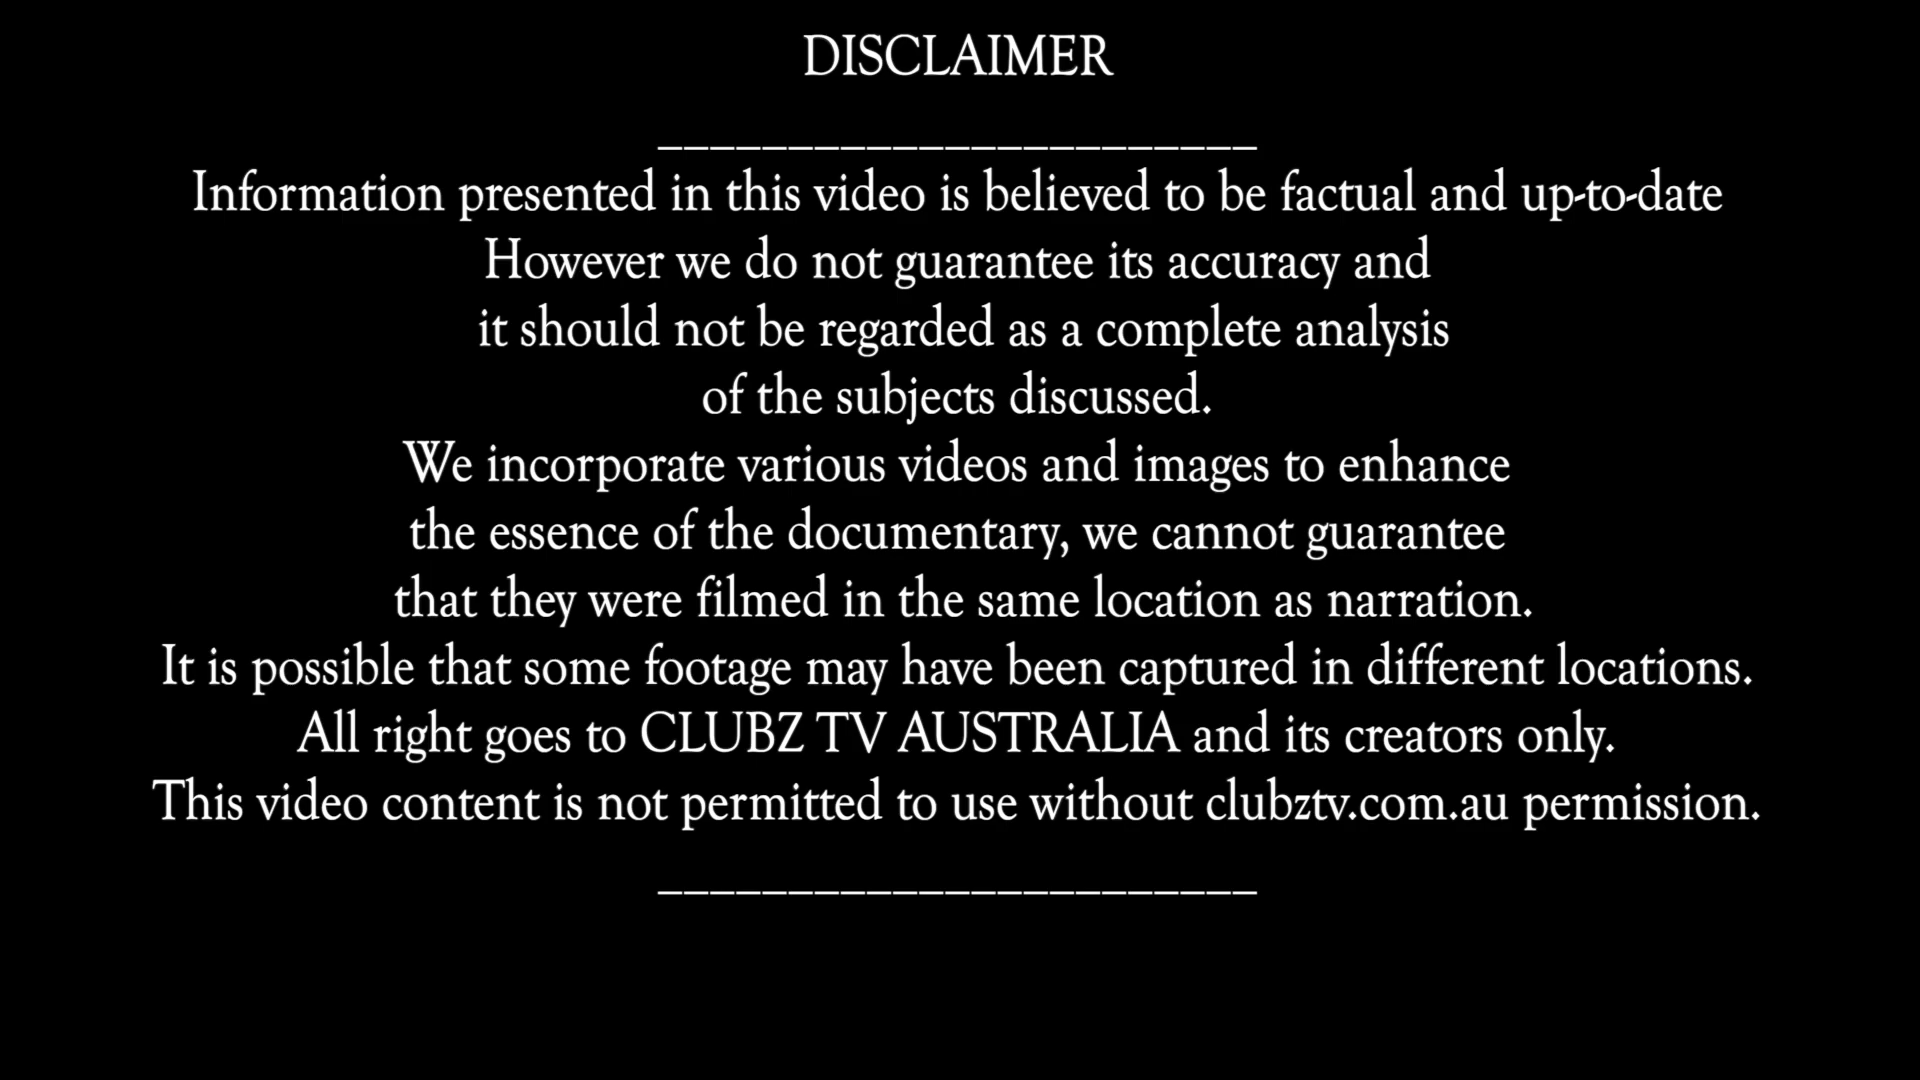 DISCLAIMER
_______________________
Information presented in this video is believed to be factual and up-to-date
However we do not guarantee its accuracy and
it should not be regarded as a complete analysis
of the subjects discussed.
We incorporate various videos and images to enhance
the essence of the documentary, we cannot guarantee
that they were filmed in the same location as narration.
It is possible that some footage may have been captured in different locations.
All right goes to CLUBZ TV AUSTRALIA and its creators only.
This video content is not permitted to use without clubztv.com.au permission.
_______________________